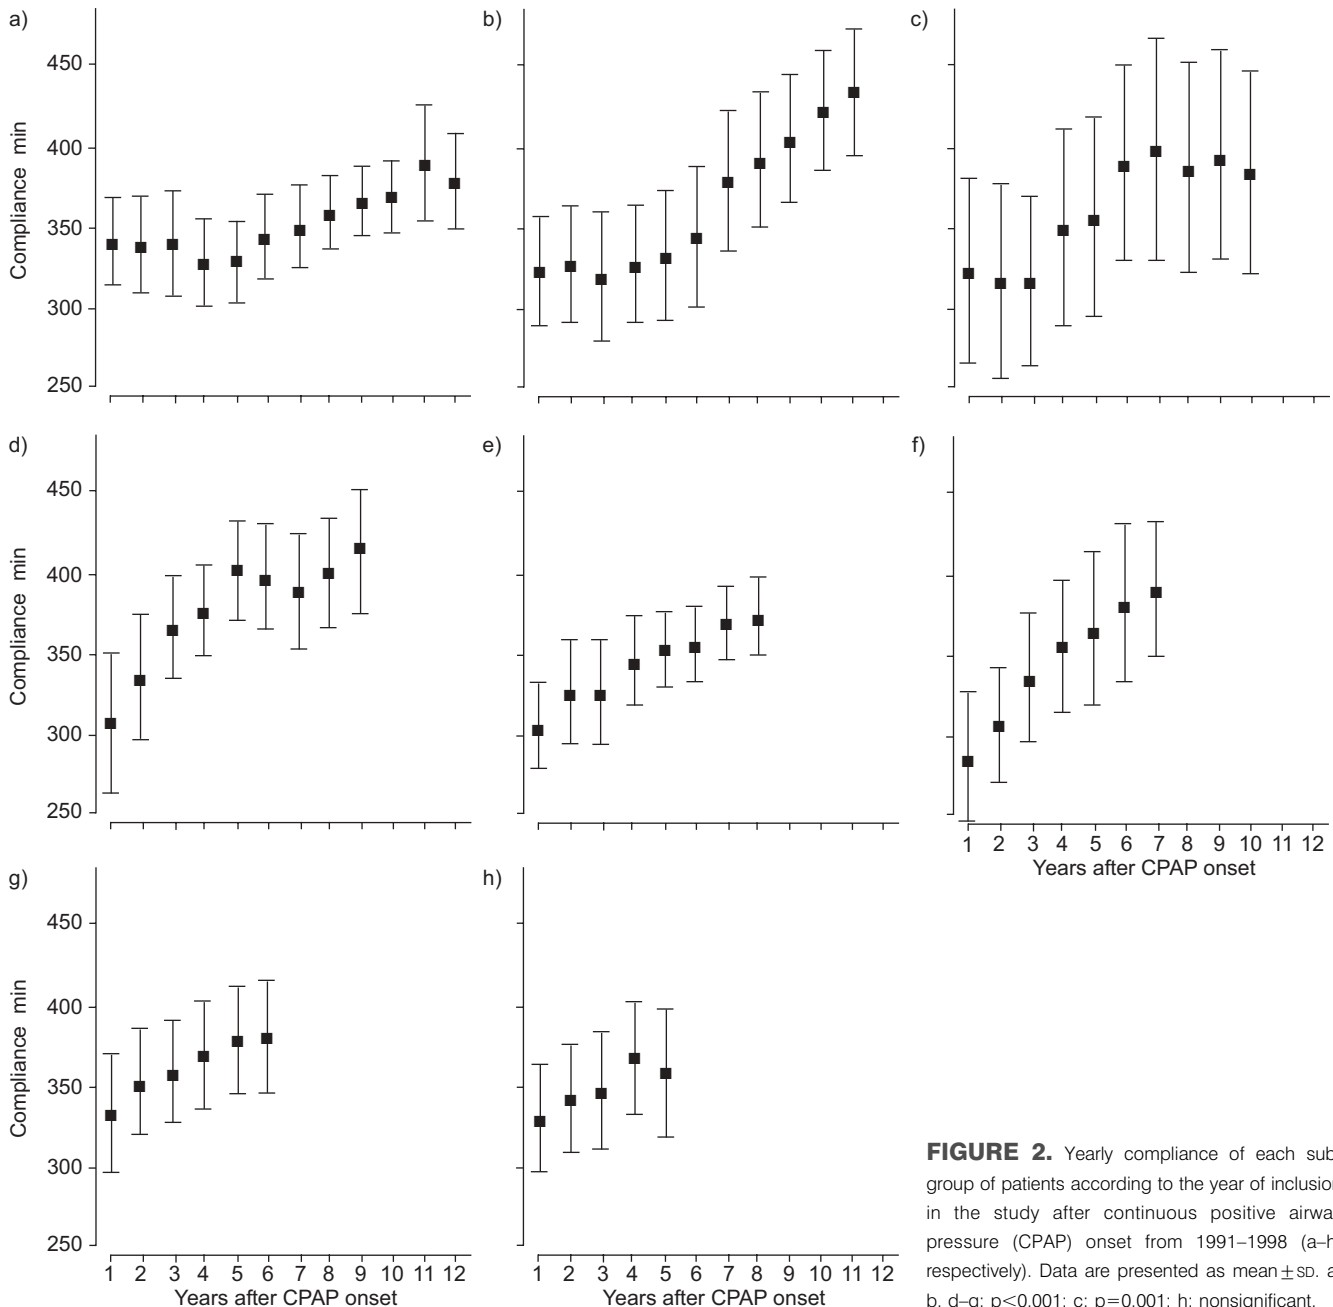 a)
b)
c)
Compliance min
450
400
350
300
250
d)
e)
f)
Compliance min
450
400
350
300
250
1 2 3 4 5 6 7 8 9 10 11 12
Years after CPAP onset
g)
h)
Compliance min
450
400
350
300
250
1 2 3 4 5 6 7 8 9 10 11 12
Years after CPAP onset
1 2 3 4 5 6 7 8 9 10 11 12
Years after CPAP onset
FIGURE 2. Yearly compliance of each sub
group of patients according to the year of inclusion
in the study after continuous positive airwa
pressure (CPAP) onset from 1991–1998 (a–h
respectively). Data are presented as mean±SD. a
b, d–g: p<0.001; c: p=0.001; h: nonsignificant.